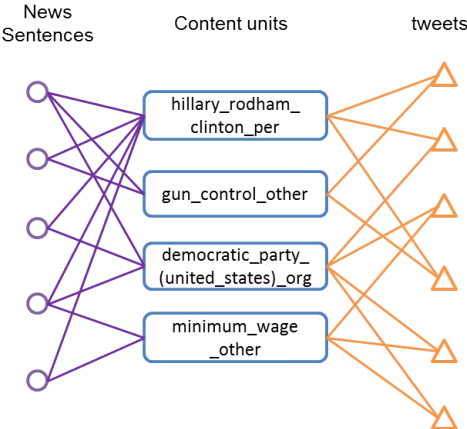 News
Sentences
Content units
tweets
hillary_rodham_
clinton_per
gun_control_other
democratic_party_
(united_states)_org
minimum_wage
_other